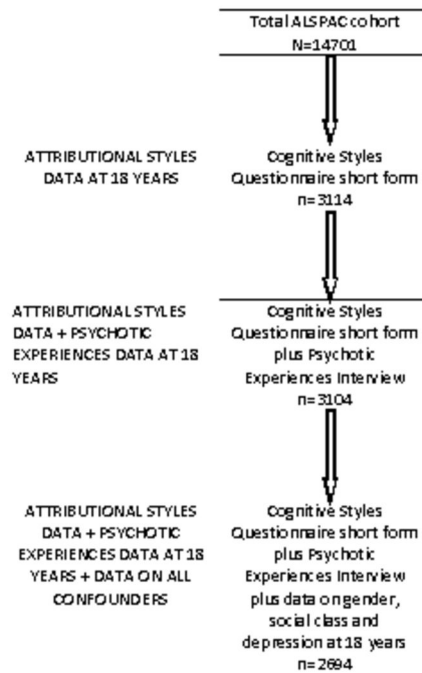 Total ALSPAC cohort
N=14701
ATTRIBUTIONAL STYLES
DATA AT 18 YEARS
Cognitive Styles
Questionnaire short form
n=3114
ATTRIBUTIONAL STYLES
DATA + PSYCHOTIC
EXPERIENCES DATA AT 18
YEARS
Cognitive Styles
Questionnaire short form
plus Psychotic
Experiences Interview
n=3104
ATTRIBUTIONAL STYLES
DATA + PSYCHOTIC
EXPERIENCES DATA AT 18
YEARS + DATA ON ALL
CONFOUNDERS
Cognitive Styles
Questionnaire short form
plus Psychotic
Experiences Interview
plus data on gender,
social class and
depression at 18 years
n=2694